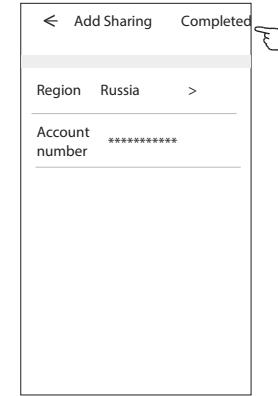 ← Add Sharing Completed
Region Russia >
Account
number ***********